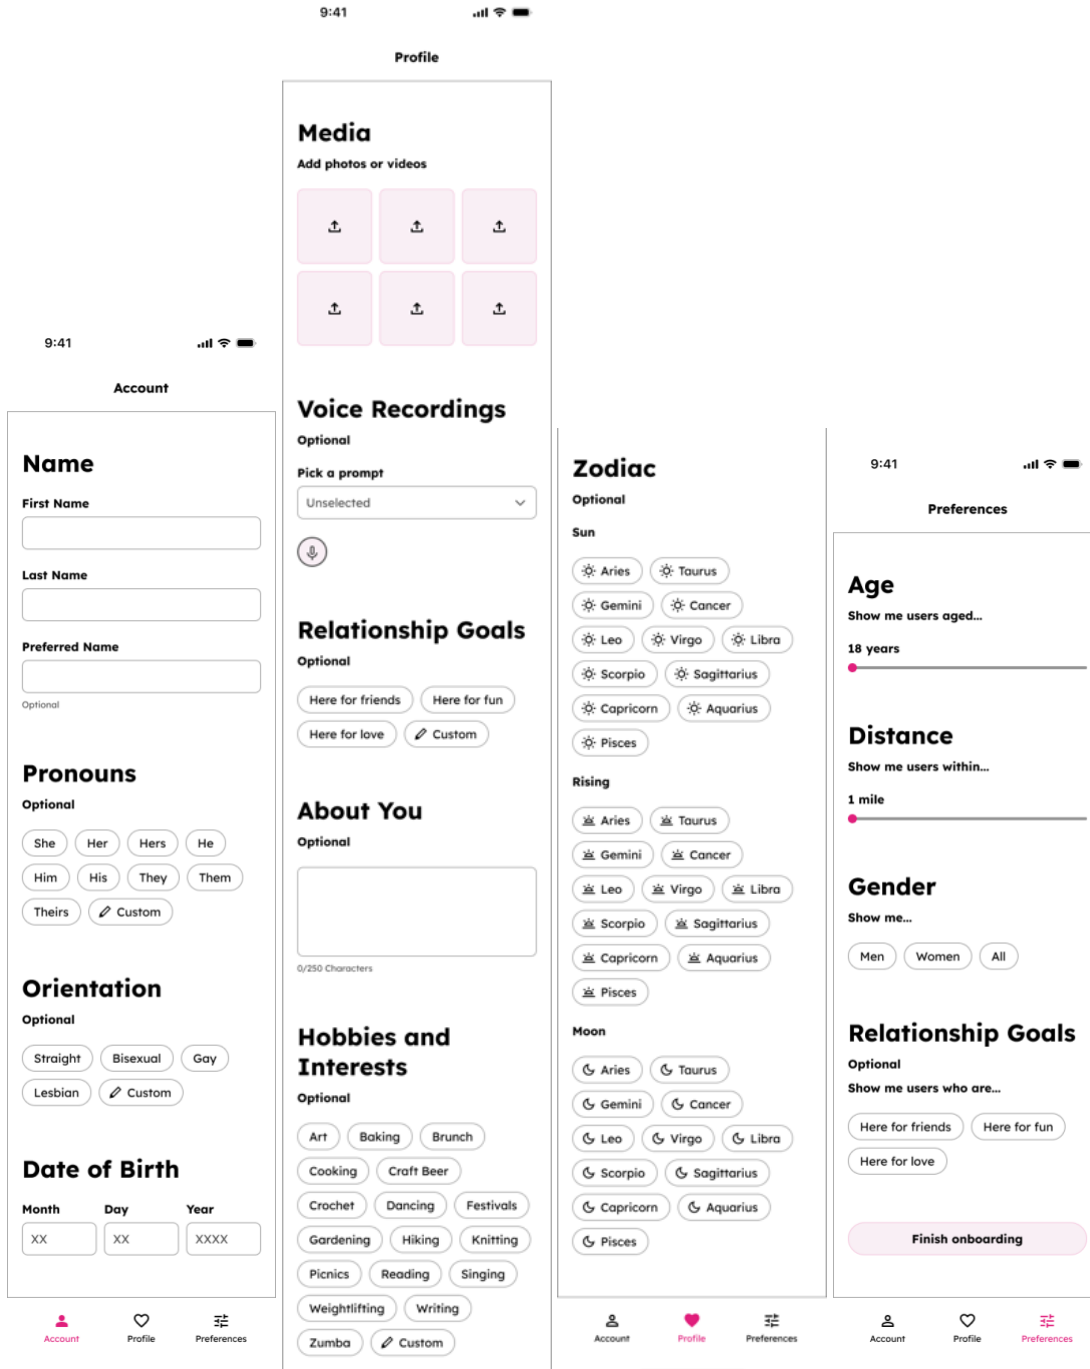 9:41
Account
Name
First Name
Last Name
Preferred Name
Optional
Pronouns
Optional
She Her Hers He
Him His They Them
Theirs Custom
Orientation
Optional
Straight Bisexual Gay
Lesbian Custom
Date of Birth
Month Day Year
XX XX XXXX
Account Profile Preferences
9:41
Profile
Media
Add photos or videos
Voice Recordings
Optional
Pick a prompt
Unselected
Relationship Goals
Optional
Here for friends Here for fun
Here for love Custom
About You
Optional
0/250 Characters
Hobbies and
Interests
Optional
Art Baking Brunch
Cooking Craft Beer
Crochet Dancing Festivals
Gardening Hiking Knitting
Picnics Reading Singing
Weightlifting Writing
Zumba Custom
Zodiac
Optional
Sun
Aries Taurus
Gemini Cancer
Leo Virgo Libra
Scorpio Sagittarius
Capricorn Aquarius
Pisces
Rising
Aries Taurus
Gemini Cancer
Leo Virgo Libra
Scorpio Sagittarius
Capricorn Aquarius
Pisces
Moon
Aries Taurus
Gemini Cancer
Leo Virgo Libra
Scorpio Sagittarius
Capricorn Aquarius
Pisces
Account Profile Preferences
9:41
Preferences
Age
Show me users aged...
18 years
Distance
Show me users within...
1 mile
Gender
Show me...
Men Women All
Relationship Goals
Optional
Show me users who are...
Here for friends Here for fun
Here for love
Finish onboarding
Account Profile Preferences